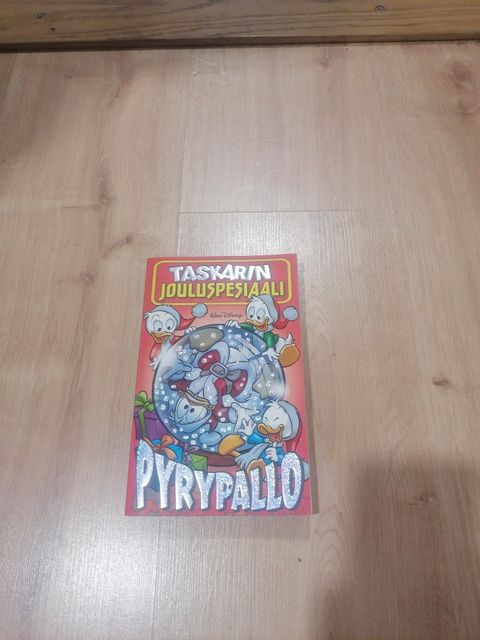 TASKARIN
JOULUSPESIAALI
Walt Disney
PYRYPALLO